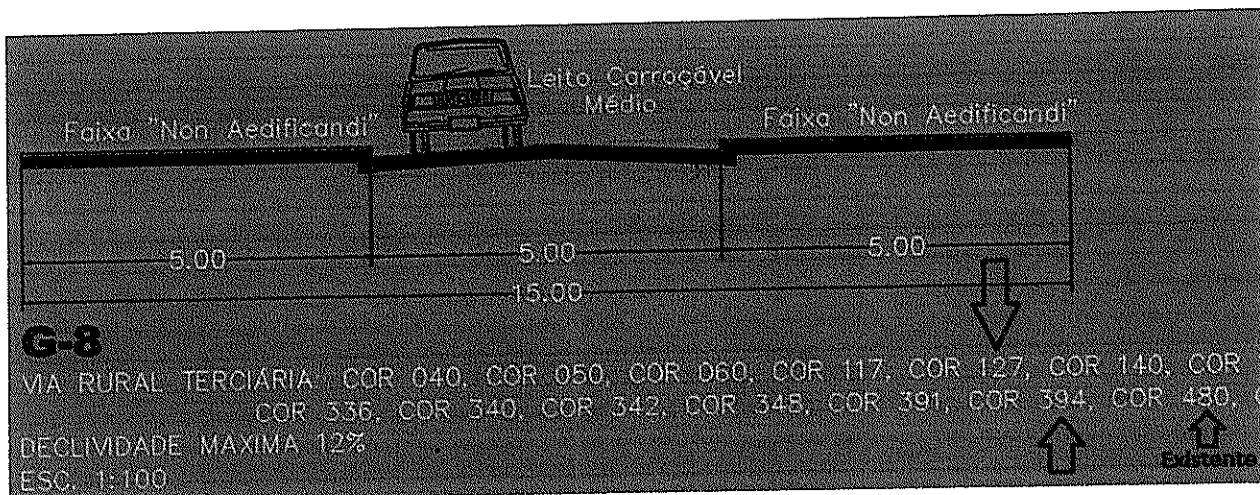 Leito Carroçável
Médio
Faixa "Non Aedificandi"
Faixa "Non Aedificandi"
5.00
5.00
5.00
15.00
G-8
VIA RURAL TERCIÁRIA COR 040, COR 050, COR 060, COR 117, COR 127, COR 140, COR
COR 336, COR 340, COR 342, COR 348, COR 391, COR 394, COR 480,
DECLIVIDADE MAXIMA 12%
ESC. 1:100
Existente